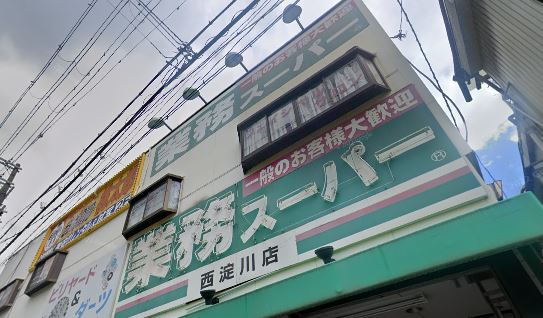 一般のお客様大歓迎
業務スーパー
一般のお客様大歓迎
業務スーパー
西淀川店
ビリヤード
&
ダーツ